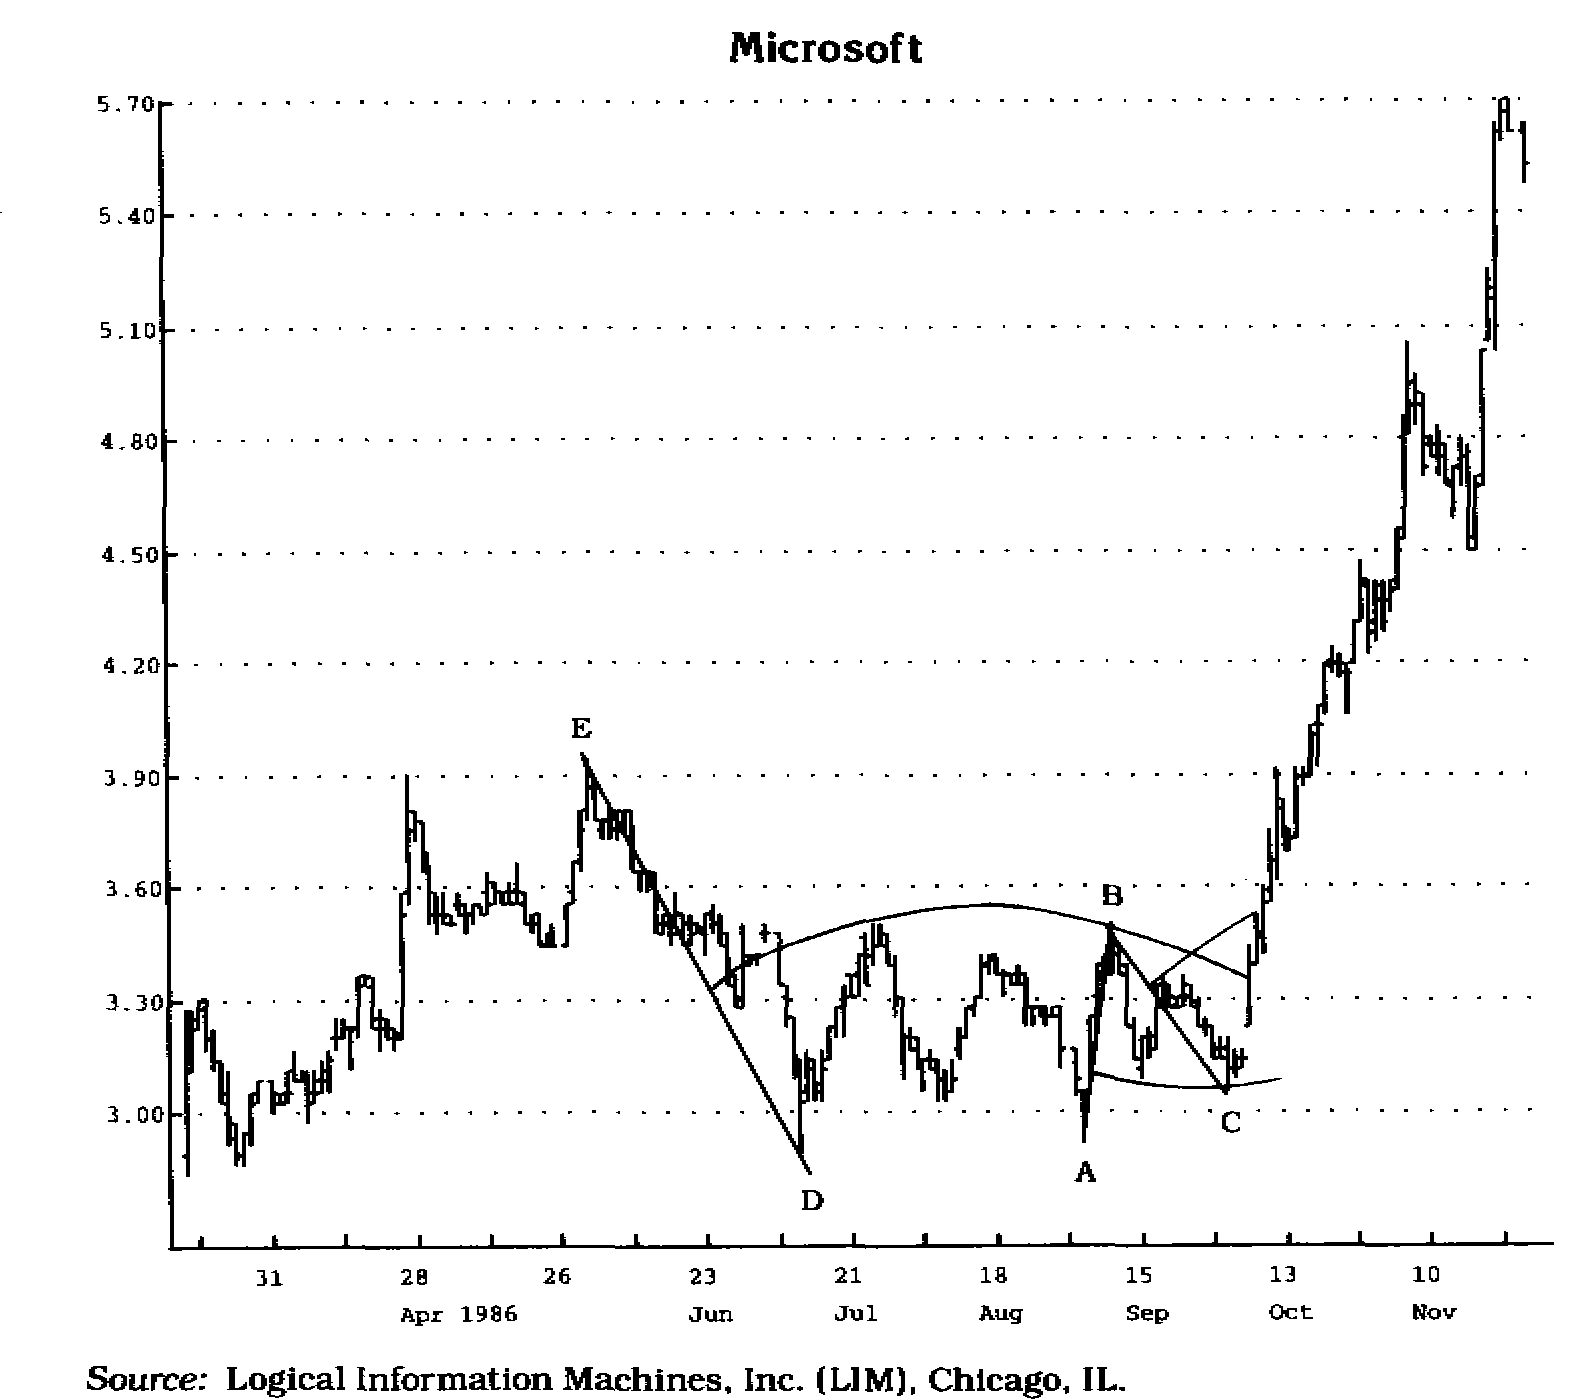 Microsoft
5.70
5.40
5.10
4.80
4.50
4.20
E
3.90
3.60
B
3.30
3.00
C
A
D
31 28 26 23 21 18 15 13 10
Apr 1986 Jun Jul Aug Sep Oct Nov
Source: Logical Information Machines, Inc. (LIM), Chicago, IL.